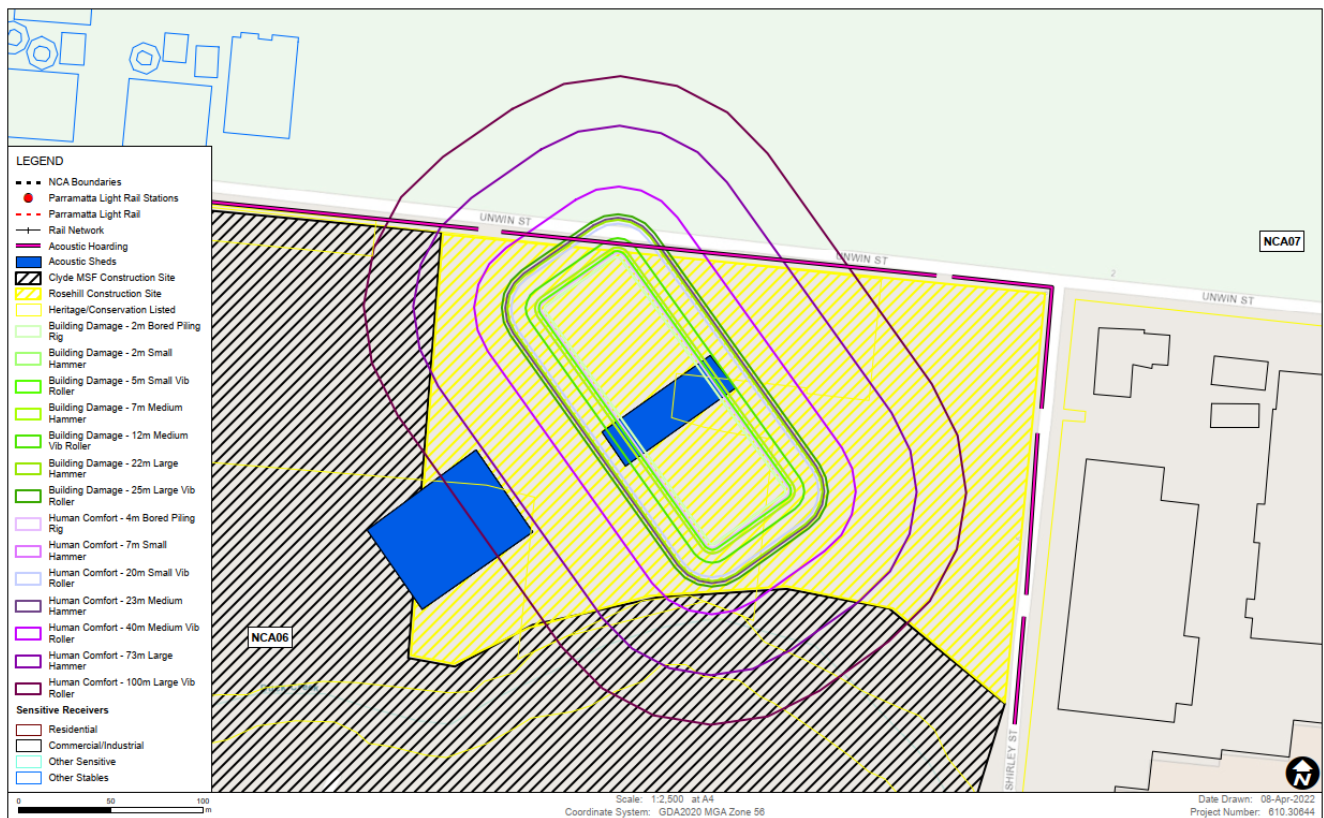 UNWIN ST
NCA07
UNWIN ST
2
UNWIN ST
LEGEND
NCA Boundaries
Parramatta Light Rail Stations
Parramatta Light Rail
Rail Network
Acoustic Hoarding
Acoustic Sheds
Clyde MSF Construction Site
Rosehill Construction Site
Heritage/Conservation Listed
Building Damage - 2m Bored Piling
Rig
Building Damage - 2m Small
Hammer
Building Damage - 5m Small Vib
Roller
Building Damage - 7m Medium
Hammer
Building Damage - 12m Medium
Vib Roller
Building Damage - 22m Large
Hammer
Building Damage - 25m Large Vib
Roller
Human Comfort - 4m Bored Piling
Rig
Human Comfort - 7m Small
Hammer
Human Comfort - 20m Small Vib
Roller
Human Comfort - 23m Medium
Hammer
Human Comfort - 40m Medium Vib
Roller
Human Comfort - 73m Large
Hammer
Human Comfort - 100m Large Vib
Roller
Sensitive Receivers
Residential
Commercial/Industrial
Other Sensitive
Other Stables
NCA06
SHIRLEY ST
N
0 50 100
m
Scale: 1:2,500 at A4
Coordinate System: GDA2020 MGA Zone 56
Date Drawn: 08-Apr-2022
Project Number: 610.30644